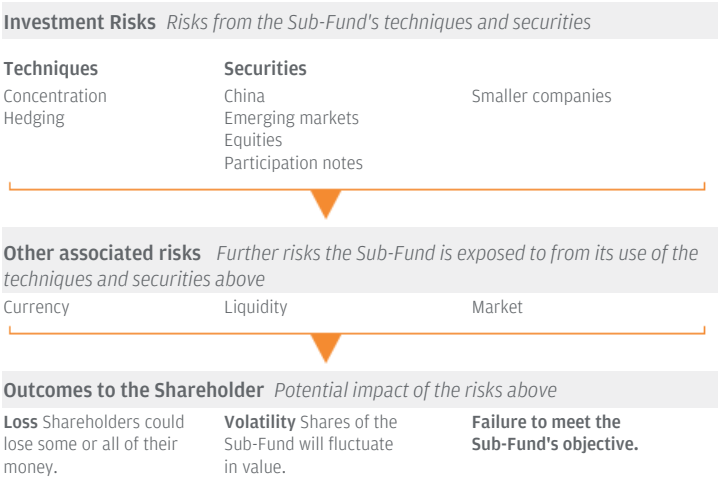 Investment Risks Risks from the Sub-Fund's techniques and securities
Techniques
Concentration
Hedging
Securities
China
Emerging markets
Equities
Participation notes
Smaller companies
Other associated risks Further risks the Sub-Fund is exposed to from its use of the
techniques and securities above
Currency
Liquidity
Market
Outcomes to the Shareholder Potential impact of the risks above
Loss Shareholders could
lose some or all of their
money.
Volatility Shares of the
Sub-Fund will fluctuate
in value.
Failure to meet the
Sub-Fund's objective.